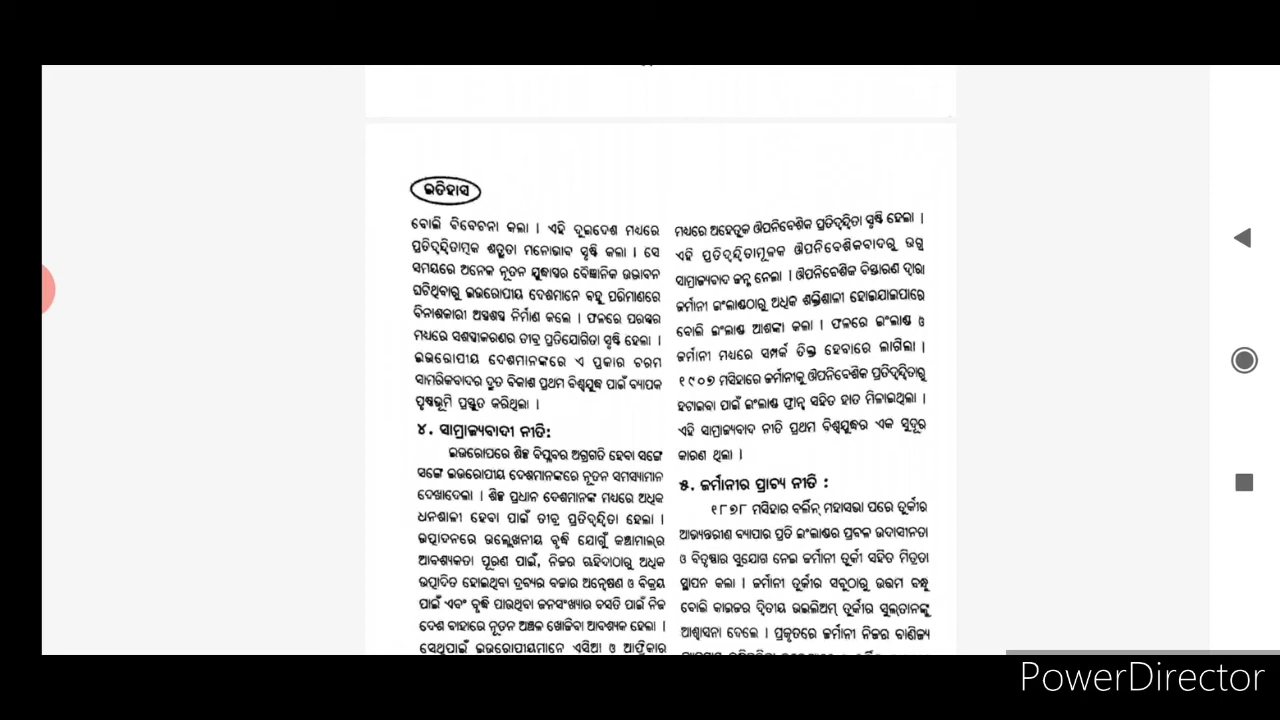 ଇତିହାସ
ବୋଲି ବିବେଚନା କଲା । ଏହି ଦୁଇଦେଶ ମଧ୍ୟରେ
ପ୍ରତିଦ୍ୱନ୍ଦ୍ୱିତାତ୍ମକ ଶତ୍ରୁତା ମନୋଭାବ ସୃଷ୍ଟି କଲା । ସେ
ସମୟରେ ଅନେକ ନୂତନ ଯୁଦ୍ଧାସ୍ତ୍ରର ବୈଜ୍ଞାନିକ ଉଦ୍ଭାବନ
ଘଟିଥିବାରୁ ଇଉରୋପୀୟ ଦେଶମାନେ ବହୁ ପରିମାଣରେ
ବିନାଶକାରୀ ଅସ୍ତ୍ରଶସ୍ତ୍ର ନିର୍ମାଣ କଲେ । ଫଳରେ ପରସ୍ପର
ମଧ୍ୟରେ ସଶସ୍ତ୍ରୀକରଣର ତୀବ୍ର ପ୍ରତିଯୋଗିତା ସୃଷ୍ଟି ହେଲା ।
ଇଉରୋପୀୟ ଦେଶମାନଙ୍କରେ ଏ ପ୍ରକାର ଚରମ
ସାମରିକବାଦର ଦ୍ରୁତ ବିକାଶ ପ୍ରଥମ ବିଶ୍ୱଯୁଦ୍ଧ ପାଇଁ ବ୍ୟାପକ
ପୃଷ୍ଠଭୂମି ପ୍ରସ୍ତୁତ କରିଥିଲା ।
୪. ସାମ୍ରାଜ୍ୟବାଦୀ ନୀତି:
ଇଉରୋପରେ ଶିଳ୍ପ ବିପ୍ଳବର ଅଗ୍ରଗତି ହେବା ସଙ୍ଗେ
ସଙ୍ଗେ ଇଉରୋପୀୟ ଦେଶମାନଙ୍କରେ ନୂତନ ସମସ୍ୟାମାନ
ଦେଖାଦେଲା । ଶିଳ୍ପ ପ୍ରଧାନ ଦେଶମାନଙ୍କ ମଧ୍ୟରେ ଅଧିକ
ଧନଶାଳୀ ହେବା ପାଇଁ ତୀବ୍ର ପ୍ରତିଦ୍ୱନ୍ଦ୍ୱିତା ହେଲା ।
ଉତ୍ପାଦନରେ ଉଲ୍ଲେଖନୀୟ ବୃଦ୍ଧି ଯୋଗୁଁ କଞ୍ଚାମାଲ୍‌ର
ଆବଶ୍ୟକତା ପୂରଣ ପାଇଁ, ନିଜର ଚାହିଦାଠାରୁ ଅଧିକ
ଉତ୍ପାଦିତ ହୋଇଥିବା ଦ୍ରବ୍ୟର ବଜାର ଅନ୍ୱେଷଣ ଓ ବିକ୍ରୟ
ପାଇଁ ଏବଂ ବୃଦ୍ଧି ପାଉଥିବା ଜନସଂଖ୍ୟାର ବସତି ପାଇଁ ନିଜ
ଦେଶ ବାହାରେ ନୂତନ ଅଞ୍ଚଳ ଖୋଜିବା ଆବଶ୍ୟକ ହେଲା ।
ସେଥିପାଇଁ ଇଉରୋପୀୟମାନେ ଏସିଆ ଓ ଆଫ୍ରିକାର
ମଧ୍ୟରେ ଅହେତୁକ ଔପନିବେଶିକ ପ୍ରତିଦ୍ୱନ୍ଦ୍ୱିତା ସୃଷ୍ଟି ହେଲା ।
ଏହି ପ୍ରତିଦ୍ୱନ୍ଦ୍ୱିତାମୂଳକ ଔପନିବେଶିକବାଦରୁ ଉଗ୍ର
ସାମ୍ରାଜ୍ୟବାଦ ଜନ୍ମ ନେଲା । ଔପନିବେଶିକ ବିସ୍ତାରଣ ଦ୍ୱାରା
ଜର୍ମାନୀ ଇଂଲଣ୍ଡଠାରୁ ଅଧିକ ଶକ୍ତିଶାଳୀ ହୋଇଯାଇପାରେ
ବୋଲି ଇଂଲଣ୍ଡ ଆଶଙ୍କା କଲା । ଫଳରେ ଇଂଲଣ୍ଡ ଓ
ଜର୍ମାନୀ ମଧ୍ୟରେ ସମ୍ପର୍କ ତିକ୍ତ ହେବାରେ ଲାଗିଲା ।
୧୯୦୭ ମସିହାରେ ଜର୍ମାନୀକୁ ଔପନିବେଶିକ ପ୍ରତିଦ୍ୱନ୍ଦ୍ୱିତାରୁ
ହଟାଇବା ପାଇଁ ଇଂଲଣ୍ଡ ଫ୍ରାନ୍ସ ସହିତ ହାତ ମିଳାଇଥିଲା ।
ଏହି ସାମ୍ରାଜ୍ୟବାଦ ନୀତି ପ୍ରଥମ ବିଶ୍ୱଯୁଦ୍ଧର ଏକ ସୁଦୂର
କାରଣ ଥିଲା ।
୫. ଜର୍ମାନୀର ପ୍ରାଚ୍ୟ ନୀତି :
୧୮୭୮ ମସିହାର ବର୍ଲିନ୍ ମହାସଭା ପରେ ତୁର୍କୀର
ଆଭ୍ୟନ୍ତରୀଣ ବ୍ୟାପାର ପ୍ରତି ଇଂଲଣ୍ଡର ପ୍ରବଳ ଉଦାସୀନତା
ଓ ବିତୃଷ୍ଣାର ସୁଯୋଗ ନେଇ ଜର୍ମାନୀ ତୁର୍କୀ ସହିତ ମିତ୍ରତା
ସ୍ଥାପନ କଲା । ଜର୍ମାନୀ ତୁର୍କୀର ସବୁଠାରୁ ଉତ୍ତମ ବନ୍ଧୁ
ବୋଲି କାଇଜର ଦ୍ୱିତୀୟ ଉଇଲିଅମ୍ ତୁର୍କୀର ସୁଲ୍‌ତାନଙ୍କୁ
ଆଶ୍ୱାସନା ଦେଲେ । ପ୍ରକୃତରେ ଜର୍ମାନୀ ନିଜର ବାଣିଜ୍ୟ
PowerDirector